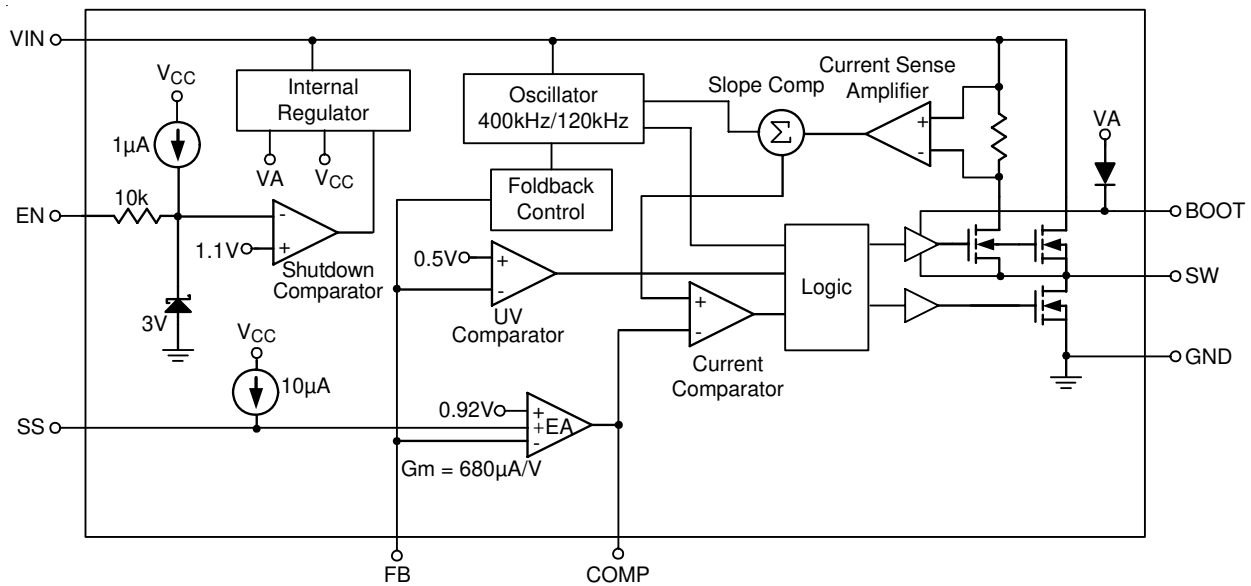 VIN
VCC
1µA
Internal
Regulator
VA
VCC
Oscillator
400kHz/120kHz
Foldback
Control
Slope Comp
Σ
Current Sense
Amplifier
+
-
VA
EN
10k
-
+
1.1V
Shutdown
Comparator
3V
0.5V
+
-
UV
Comparator
+
-
Current
Comparator
Logic
BOOT
SW
GND
VCC
10µA
SS
0.92V
+
+EA
-
Gm = 680µA/V
FB
COMP